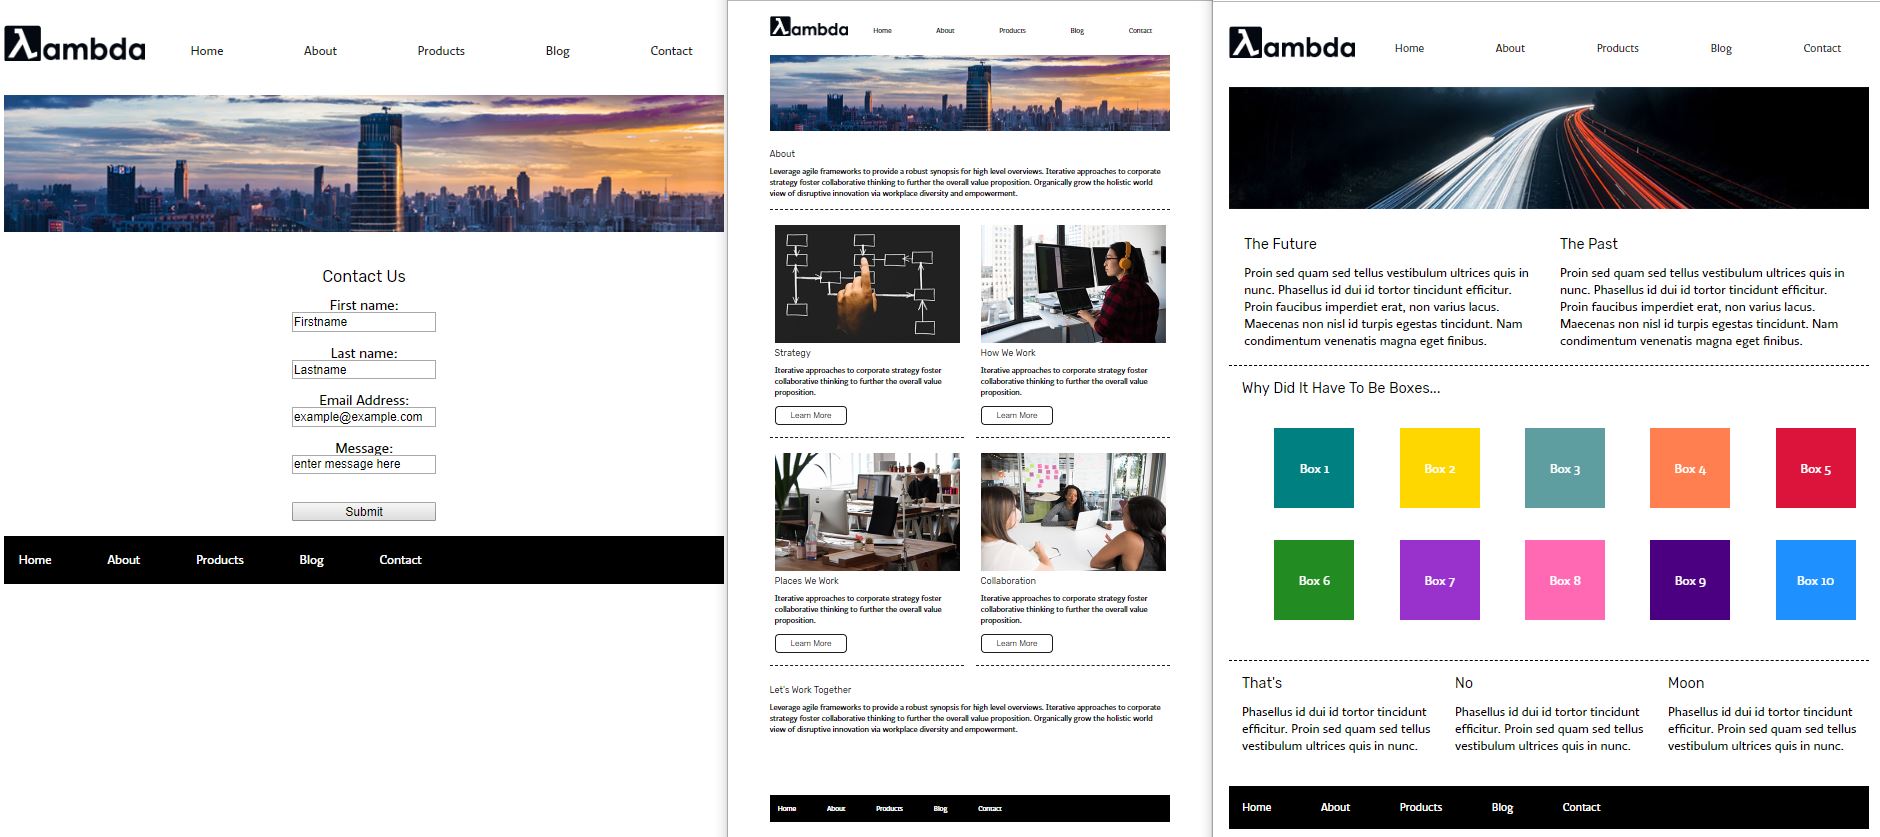 λambda
Home About Products Blog Contact
Contact Us
First name:
Firstname
Last name:
Lastname
Email Address:
example@example.com
Message:
enter message here
Submit
Home About Products Blog Contact
λambda
Home About Products Blog Contact
About
Leverage agile frameworks to provide a robust synopsis for high level overviews. Iterative approaches to corporate
strategy foster collaborative thinking to further the overall value proposition. Organically grow the holistic world
view of disruptive innovation via workplace diversity and empowerment.
Strategy
Iterative approaches to corporate strategy foster
collaborative thinking to further the overall value
proposition.
Learn More
How We Work
Iterative approaches to corporate strategy foster
collaborative thinking to further the overall value
proposition.
Learn More
Places We Work
Iterative approaches to corporate strategy foster
collaborative thinking to further the overall value
proposition.
Learn More
Collaboration
Iterative approaches to corporate strategy foster
collaborative thinking to further the overall value
proposition.
Learn More
Let's Work Together
Leverage agile frameworks to provide a robust synopsis for high level overviews. Iterative approaches to corporate
strategy foster collaborative thinking to further the overall value proposition. Organically grow the holistic world
view of disruptive innovation via workplace diversity and empowerment.
Home About Products Blog Contact
λambda
Home About Products Blog Contact
The Future
Proin sed quam sed tellus vestibulum ultrices quis in
nunc. Phasellus id dui id tortor tincidunt efficitur.
Proin faucibus imperdiet erat, non varius lacus.
Maecenas non nisl id turpis egestas tincidunt. Nam
condimentum venenatis magna eget finibus.
The Past
Proin sed quam sed tellus vestibulum ultrices quis in
nunc. Phasellus id dui id tortor tincidunt efficitur.
Proin faucibus imperdiet erat, non varius lacus.
Maecenas non nisl id turpis egestas tincidunt. Nam
condimentum venenatis magna eget finibus.
Why Did It Have To Be Boxes...
Box 1 Box 2 Box 3 Box 4 Box 5
Box 6 Box 7 Box 8 Box 9 Box 10
That's
Phasellus id dui id tortor tincidunt
efficitur. Proin sed quam sed tellus
vestibulum ultrices quis in nunc.
No
Phasellus id dui id tortor tincidunt
efficitur. Proin sed quam sed tellus
vestibulum ultrices quis in nunc.
Moon
Phasellus id dui id tortor tincidunt
efficitur. Proin sed quam sed tellus
vestibulum ultrices quis in nunc.
Home About Products Blog Contact